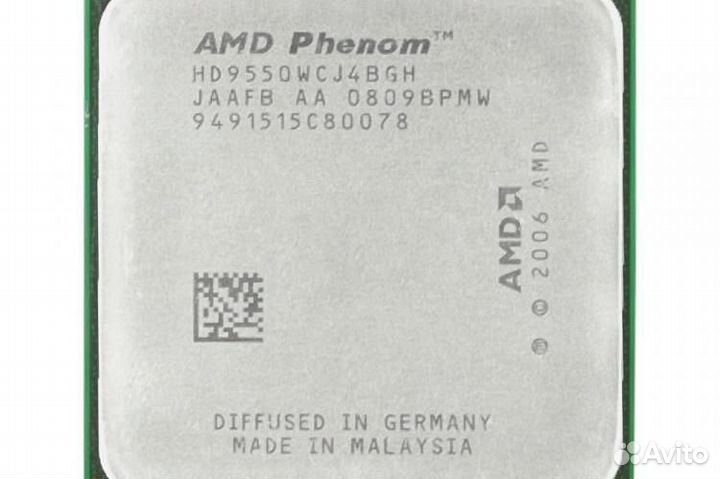 AMD Phenom™
HD9550WCJ4BGH
JAAFB AA 0809BPMW
9491515C80078
AMD
© © 2006 AMD
DIFFUSED IN GERMANY
MADE IN MALAYSIA
Avito